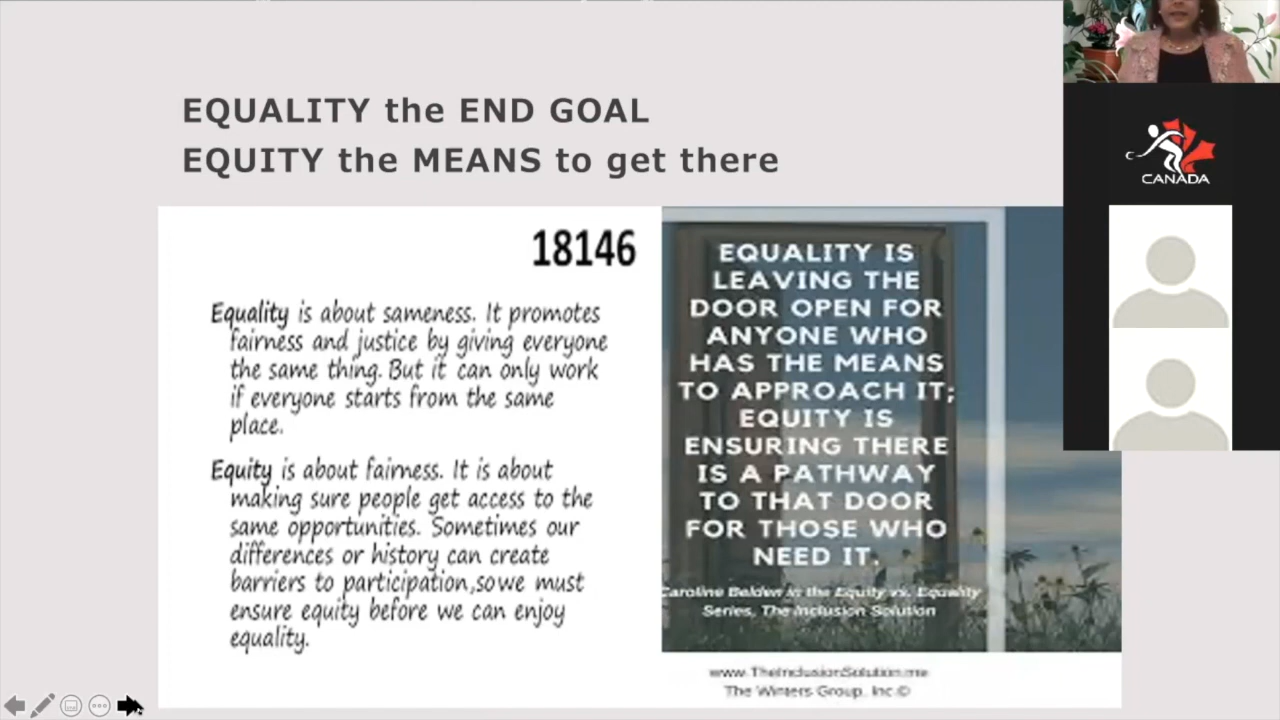 EQUALITY the END GOAL
EQUITY the MEANS to get there
18146
Equality is about sameness. It promotes
fairness and justice by giving everyone
the same thing. But it can only work
if everyone starts from the same
place.
Equity is about fairness. It is about
making sure people get access to the
same opportunities. Sometimes our
differences or history can create
barriers to participation,sowe must
ensure equity before we can enjoy
equality.
EQUALITY IS
LEAVING THE
DOOR OPEN FOR
ANYONE WHO
HAS THE MEANS
TO APPROACH IT;
EQUITY IS
ENSURING THERE
IS A PATHWAY
TO THAT DOOR
FOR THOSE WHO
NEED IT.
Caroline Belden in the Equity vs. Equality
Series, The Inclusion Solution
www.TheInclusionSolution.me
The Winters Group, Inc.©
CANADA